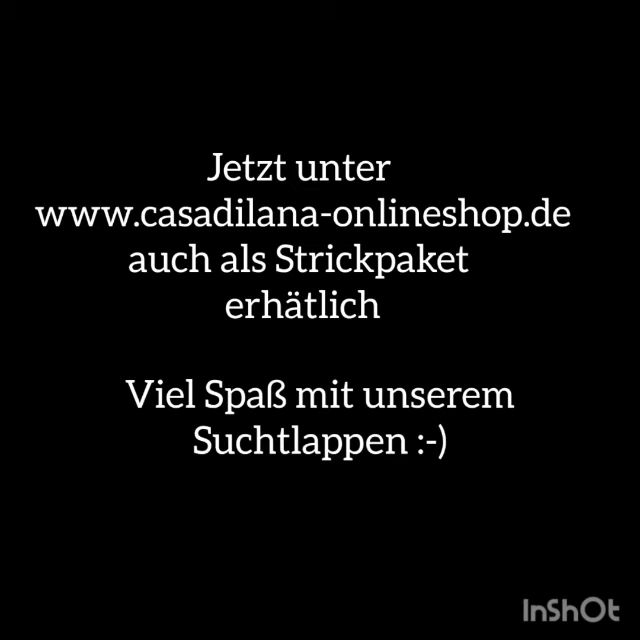 Jetzt unter
www.casadilana-onlineshop.de
auch als Strickpaket
erhätlich
Viel Spaß mit unserem
Suchtlappen :-)
InShOt